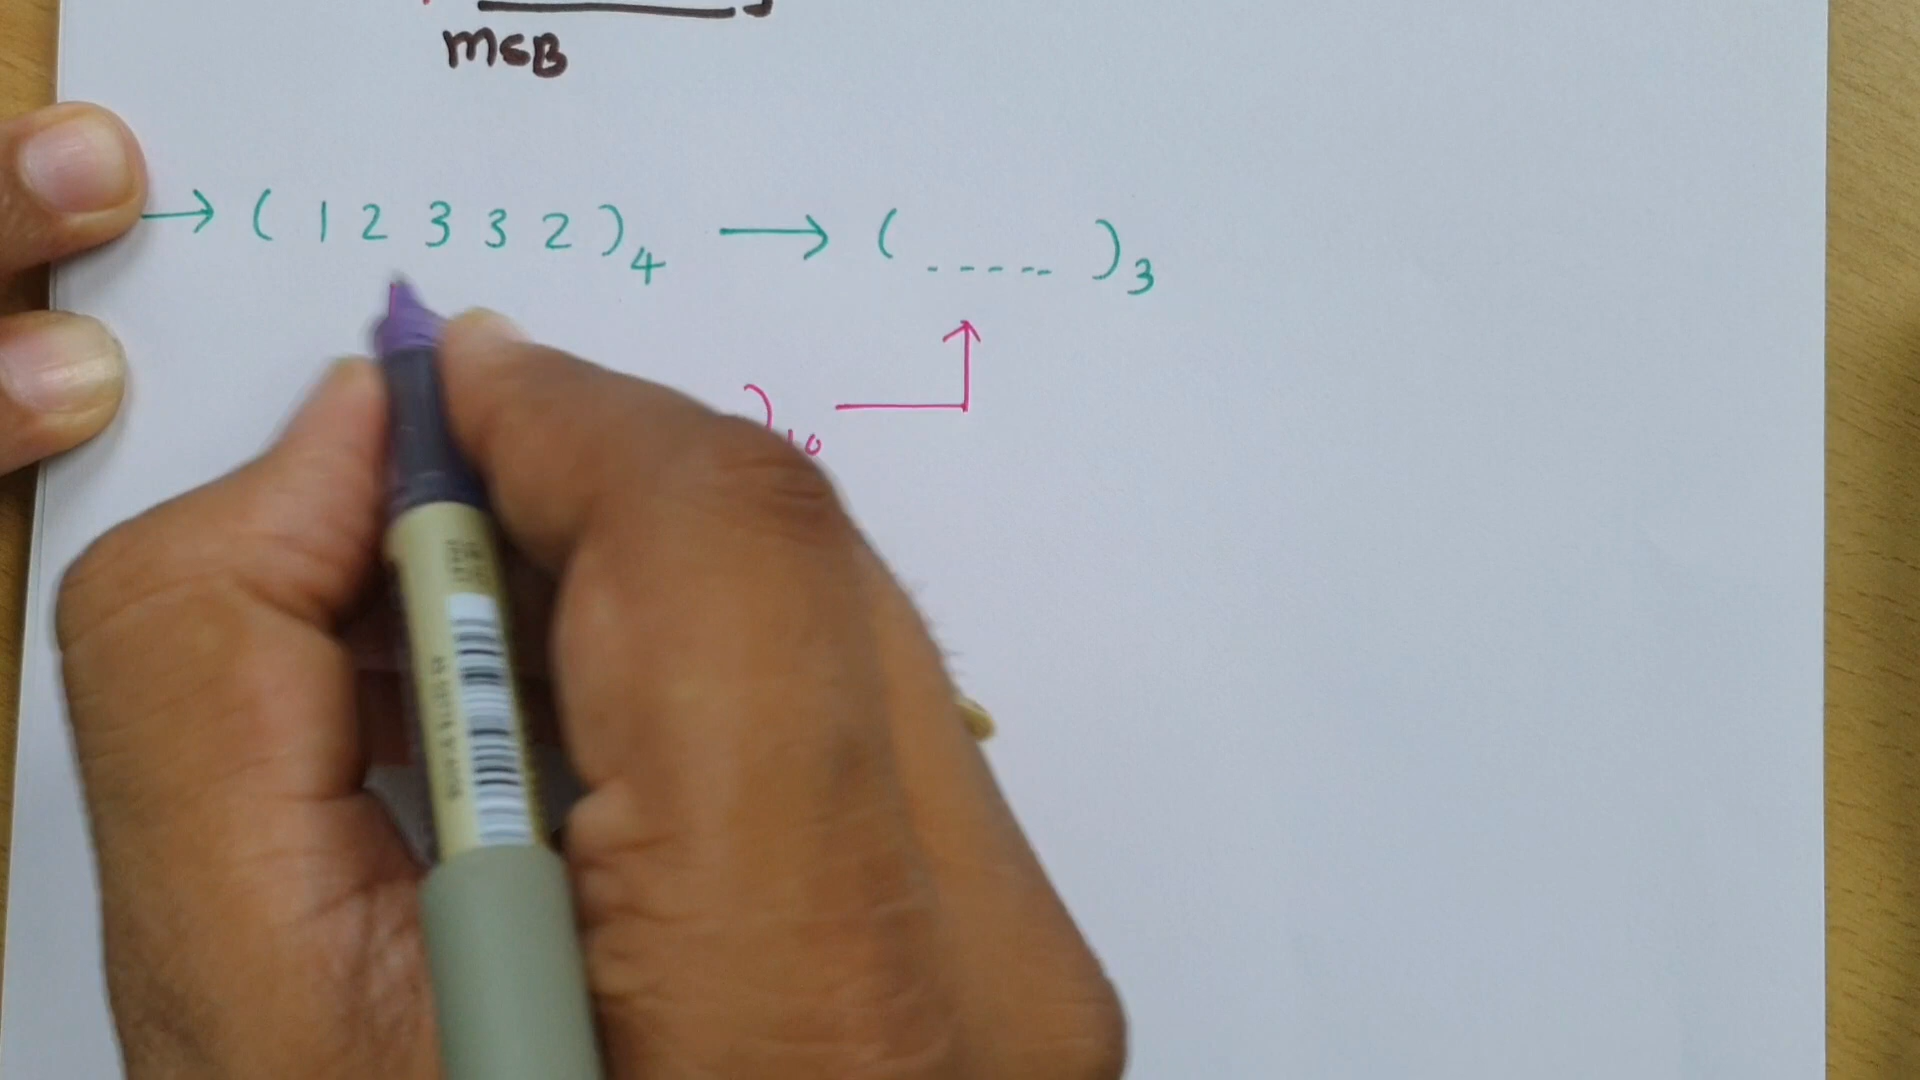 MSB
→ ( 1 2 3 3 2 )4 → ( ----- )3
)10